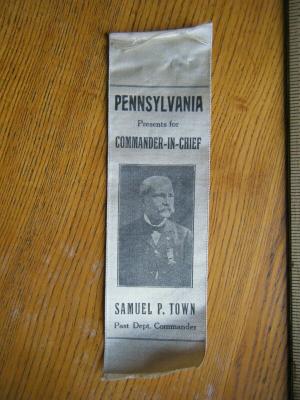 PENNSYLVANIA
Presents for
COMMANDER-IN-CHIEF
SAMUEL P. TOWN
Past Dept. Commander